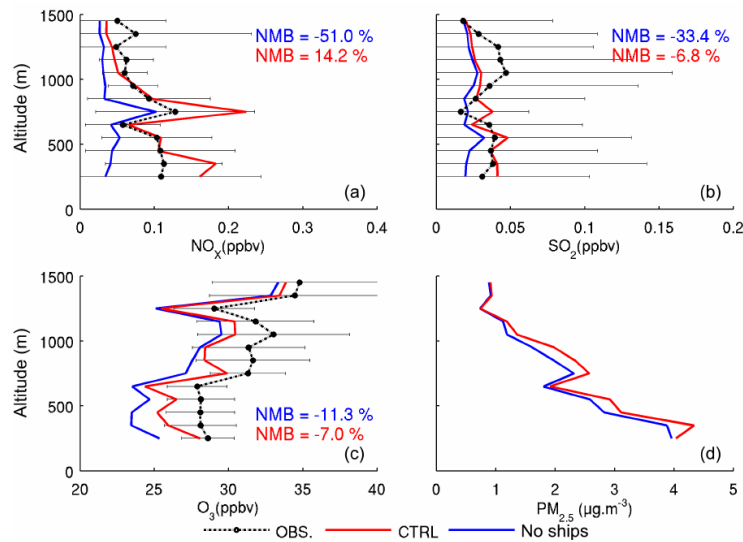 1500
1000
500
0
Altitude (m)
NMB = -51.0 %
NMB = 14.2 %
(a)
0 0.1 0.2 0.3 0.4
NOX(ppbv)
1500
1000
500
0
NMB = -33.4 %
NMB = -6.8 %
(b)
0 0.05 0.1 0.15 0.2
SO2(ppbv)
1500
1000
500
0
Altitude (m)
NMB = -11.3 %
NMB = -7.0 %
(c)
20 25 30 35 40
O3(ppbv)
1500
1000
500
0
(d)
0 1 2 3 4 5
PM2.5 (µg.m-3)
OBS. CTRL No ships